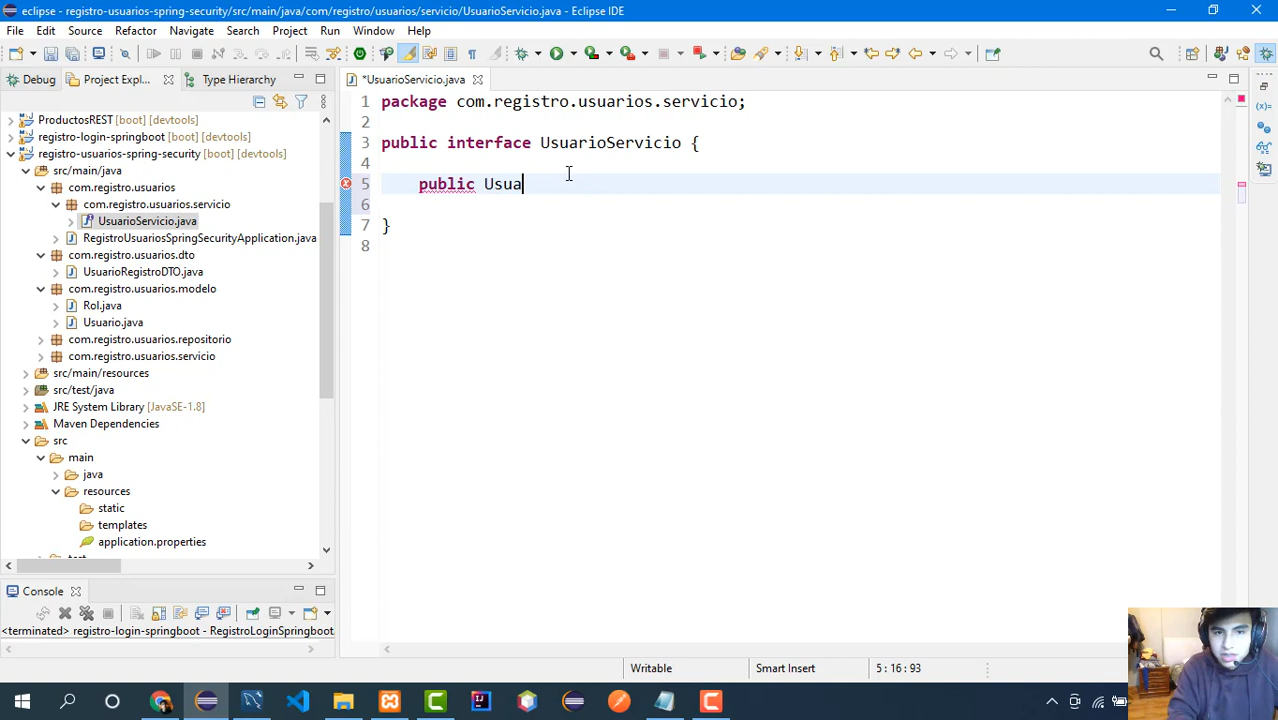 eclipse - registro-usuarios-spring-security/src/main/java/com/registro/usuarios/servicio/UsuarioServicio.java - Eclipse IDE
File Edit Source Refactor Navigate Search Project Run Window Help
Debug Project Expl... Type Hierarchy
*UsuarioServicio.java
ProductosREST [boot] [devtools]
registro-login-springboot [boot] [devtools]
registro-usuarios-spring-security [boot] [devtools]
src/main/java
com.registro.usuarios
com.registro.usuarios.servicio
UsuarioServicio.java
RegistroUsuariosSpringSecurityApplication.java
com.registro.usuarios.dto
UsuarioRegistroDTO.java
com.registro.usuarios.modelo
Rol.java
Usuario.java
com.registro.usuarios.repositorio
com.registro.usuarios.servicio
src/main/resources
src/test/java
JRE System Library [JavaSE-1.8]
Maven Dependencies
src
main
java
resources
static
templates
application.properties
1 package com.registro.usuarios.servicio;
2
3 public interface UsuarioServicio {
4
5 public Usua
6
7 }
8
Console
<terminated> registro-login-springboot - RegistroLoginSpringboot
Writable Smart Insert 5 : 16 : 93